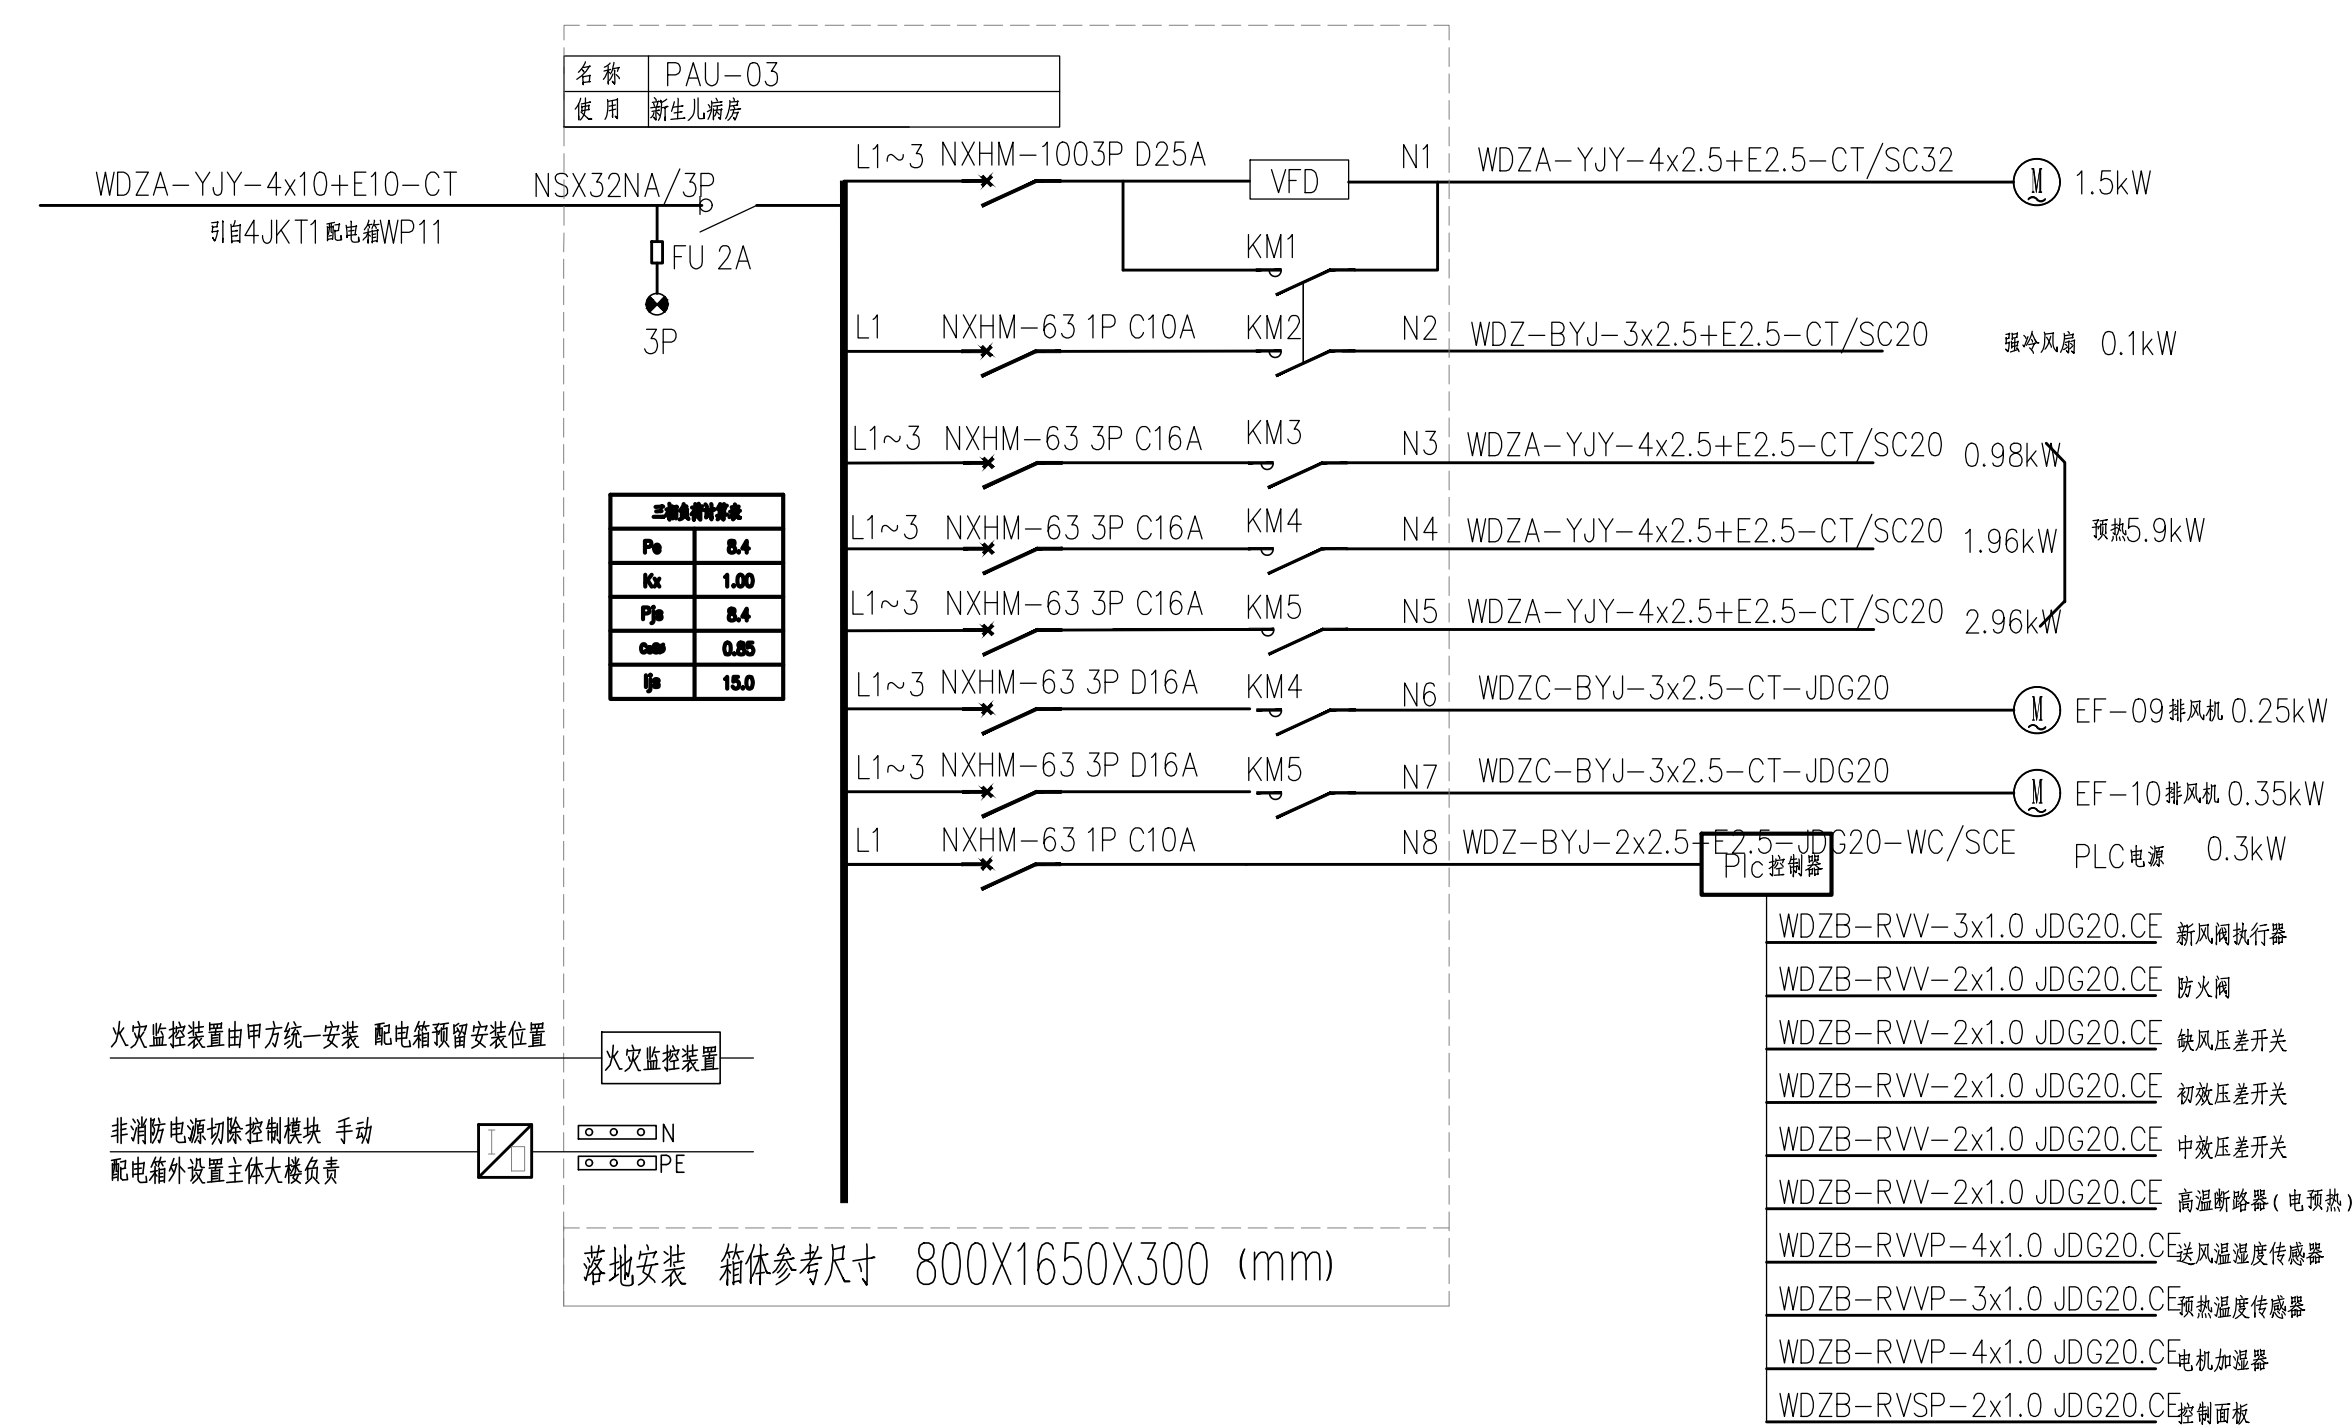 名 称 PAU-03
使 用 新生儿病房
WDZA-YJY-4x10+E10-CT
引自4JKT1配电箱WP11
NSX32NA/3P
FU 2A
3P
L1~3 NXHM-1003P D25A VFD N1 WDZA-YJY-4x2.5+E2.5-CT/SC32 M 1.5kW
KM1
L1 NXHM-63 1P C10A KM2 N2 WDZ-BYJ-3x2.5+E2.5-CT/SC20 强冷风扇 0.1kW
L1~3 NXHM-63 3P C16A KM3 N3 WDZA-YJY-4x2.5+E2.5-CT/SC20 0.98kW
L1~3 NXHM-63 3P C16A KM4 N4 WDZA-YJY-4x2.5+E2.5-CT/SC20 1.96kW 预热5.9kW
L1~3 NXHM-63 3P C16A KM5 N5 WDZA-YJY-4x2.5+E2.5-CT/SC20 2.96kW
L1~3 NXHM-63 3P D16A KM4 N6 WDZC-BYJ-3x2.5-CT-JDG20 M EF-09排风机 0.25kW
L1~3 NXHM-63 3P D16A KM5 N7 WDZC-BYJ-3x2.5-CT-JDG20 M EF-10排风机 0.35kW
L1 NXHM-63 1P C10A N8 WDZ-BYJ-2x2.5+E2.5-JDG20-WC/SCE PLC电源 0.3kW
Plc控制器
三相负荷计算表
Pe 8.4
Kx 1.00
Pjs 8.4
cosø 0.85
Ijs 15.0
WDZB-RVV-3x1.0 JDG20.CE 新风阀执行器
WDZB-RVV-2x1.0 JDG20.CE 防火阀
WDZB-RVV-2x1.0 JDG20.CE 缺风压差开关
WDZB-RVV-2x1.0 JDG20.CE 初效压差开关
WDZB-RVV-2x1.0 JDG20.CE 中效压差开关
WDZB-RVV-2x1.0 JDG20.CE 高温断路器(电预热)
WDZB-RVVP-4x1.0 JDG20.CE 送风温湿度传感器
WDZB-RVVP-3x1.0 JDG20.CE 预热温度传感器
WDZB-RVVP-4x1.0 JDG20.CE 电机加湿器
WDZB-RVSP-2x1.0 JDG20.CE 控制面板
火灾监控装置由甲方统一安装 配电箱预留安装位置
火灾监控装置
非消防电源切除控制模块 手动
配电箱外设置主体大楼负责
N
PE
落地安装 箱体参考尺寸 800X1650X300 (mm)